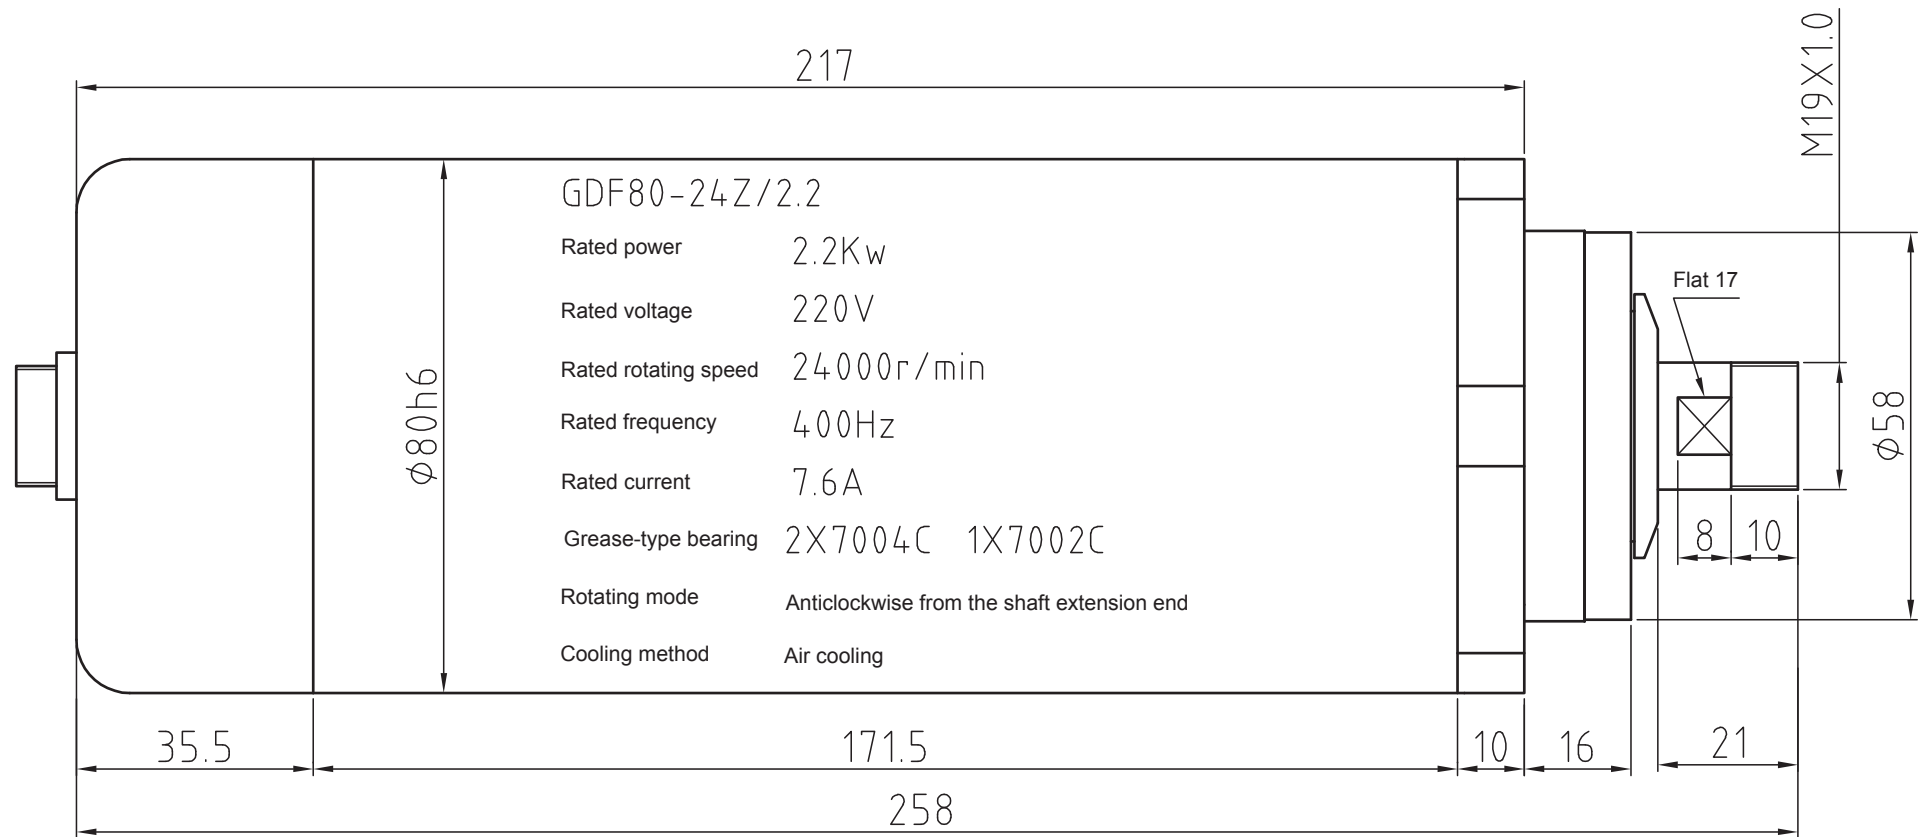 217
M19X1.0
GDF80-24Z/2.2
Rated power 2.2Kw
Rated voltage 220V
Flat 17
Rated rotating speed 24000r/min
Rated frequency 400Hz
Rated current 7.6A
Grease-type bearing 2X7004C 1X7002C
Rotating mode Anticlockwise from the shaft extension end
Cooling method Air cooling
ϕ80h6
ϕ58
8 10
35.5 171.5 10 16 21
258